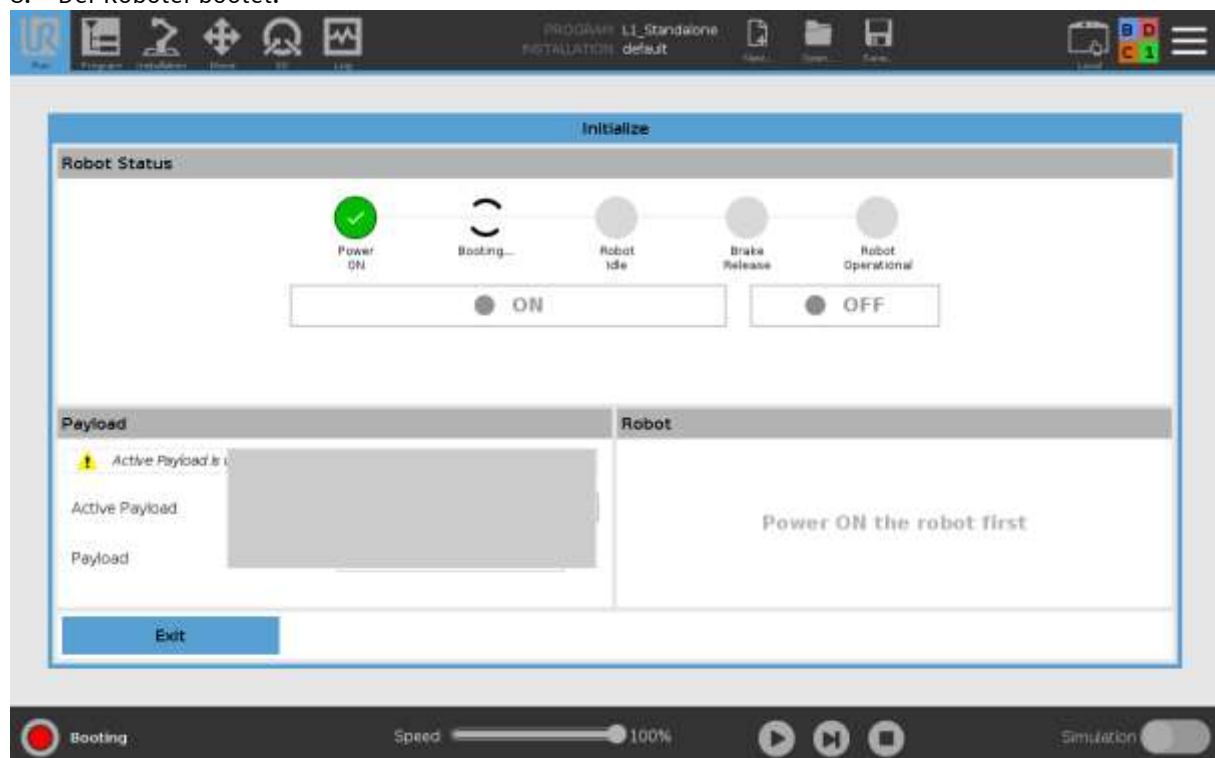 Der Roboter bootet.
UR
PROGRAM L1_Standalone
INSTALLATION default
Run Program Installation Move I/O Log New... Open... Save... Local
B D
C 1
Initialize
Robot Status
Power ON
Booting...
Robot Idle
Brake Release
Robot Operational
ON
OFF
Payload
Robot
Active Payload is
Active Payload
Power ON the robot first
Payload
Exit
Booting
Speed 100%
Simulation